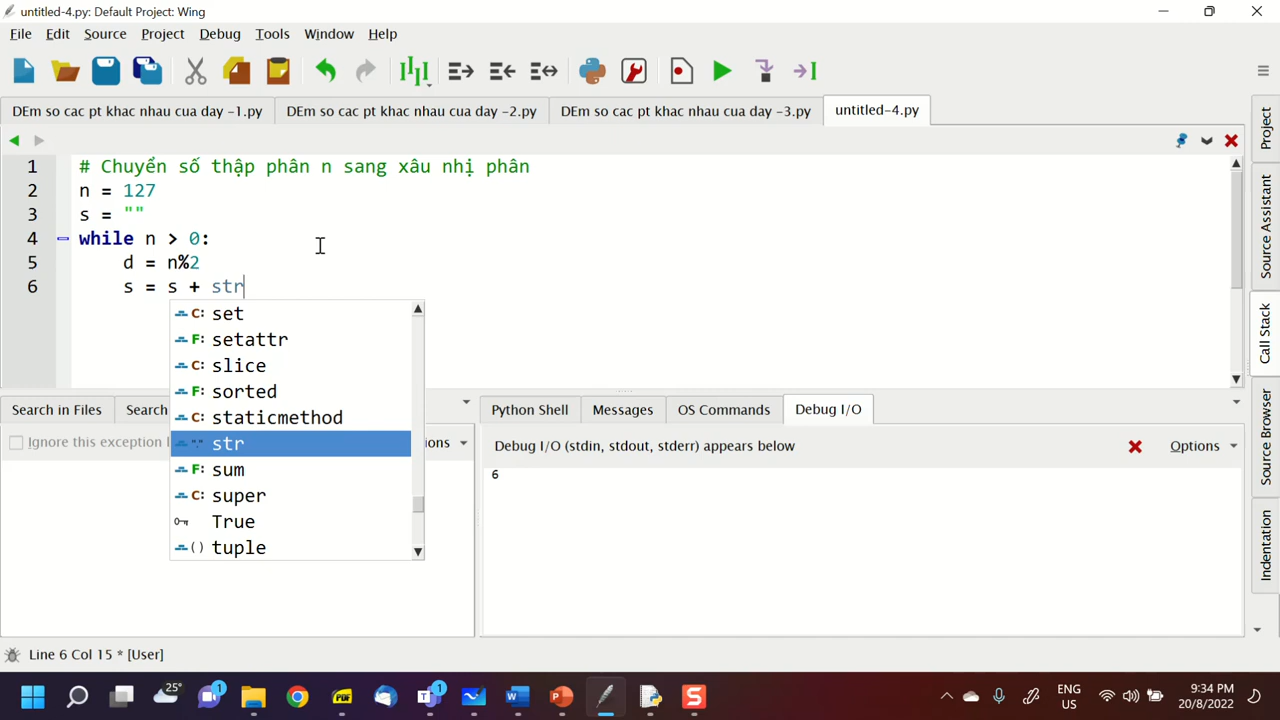 untitled-4.py: Default Project: Wing
File Edit Source Project Debug Tools Window Help
DEm so cac pt khac nhau cua day -1.py DEm so cac pt khac nhau cua day -2.py DEm so cac pt khac nhau cua day -3.py untitled-4.py
1 # Chuyển số thập phân n sang xâu nhị phân
2 n = 127
3 s = ""
4 while n > 0:
5 d = n%2
6 s = s + str
C: set
F: setattr
C: slice
F: sorted
C: staticmethod
"." str
F: sum
C: super
True
() tuple
Search in Files Search
Ignore this exception l ons
Python Shell Messages OS Commands Debug I/O
Debug I/O (stdin, stdout, stderr) appears below Options
6
Project
Source Assistant
Call Stack
Source Browser
Indentation
Line 6 Col 15 * [User]
25°
1
1
ENG
US
9:34 PM
20/8/2022